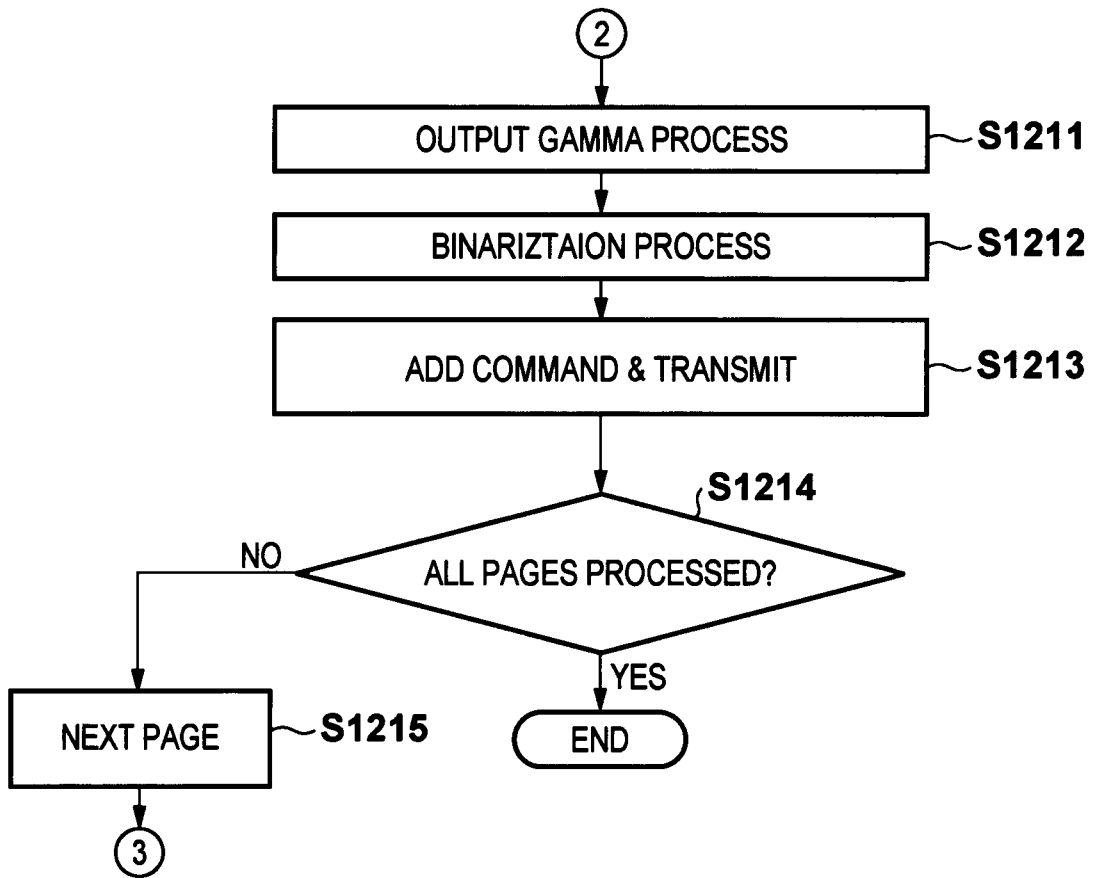 2
OUTPUT GAMMA PROCESS
S1211
BINARIZTAION PROCESS
S1212
ADD COMMAND & TRANSMIT
S1213
S1214
ALL PAGES PROCESSED?
NO
YES
NEXT PAGE
S1215
END
3